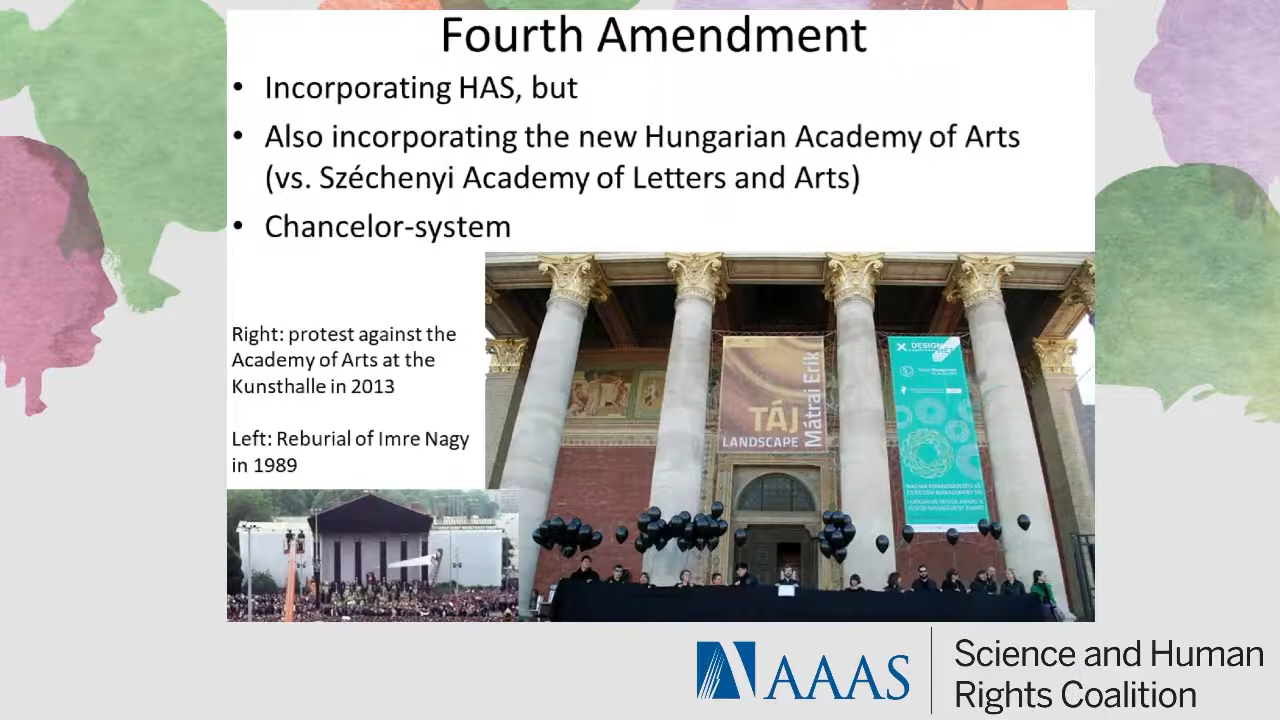 Fourth Amendment
• Incorporating HAS, but
• Also incorporating the new Hungarian Academy of Arts
(vs. Széchenyi Academy of Letters and Arts)
• Chancelor-system
Right: protest against the
Academy of Arts at the
Kunsthalle in 2013
Left: Reburial of Imre Nagy
in 1989
TÁJ
LANDSCAPE
Mátrai Erik
DESIGN
AAAS
Science and Human
Rights Coalition